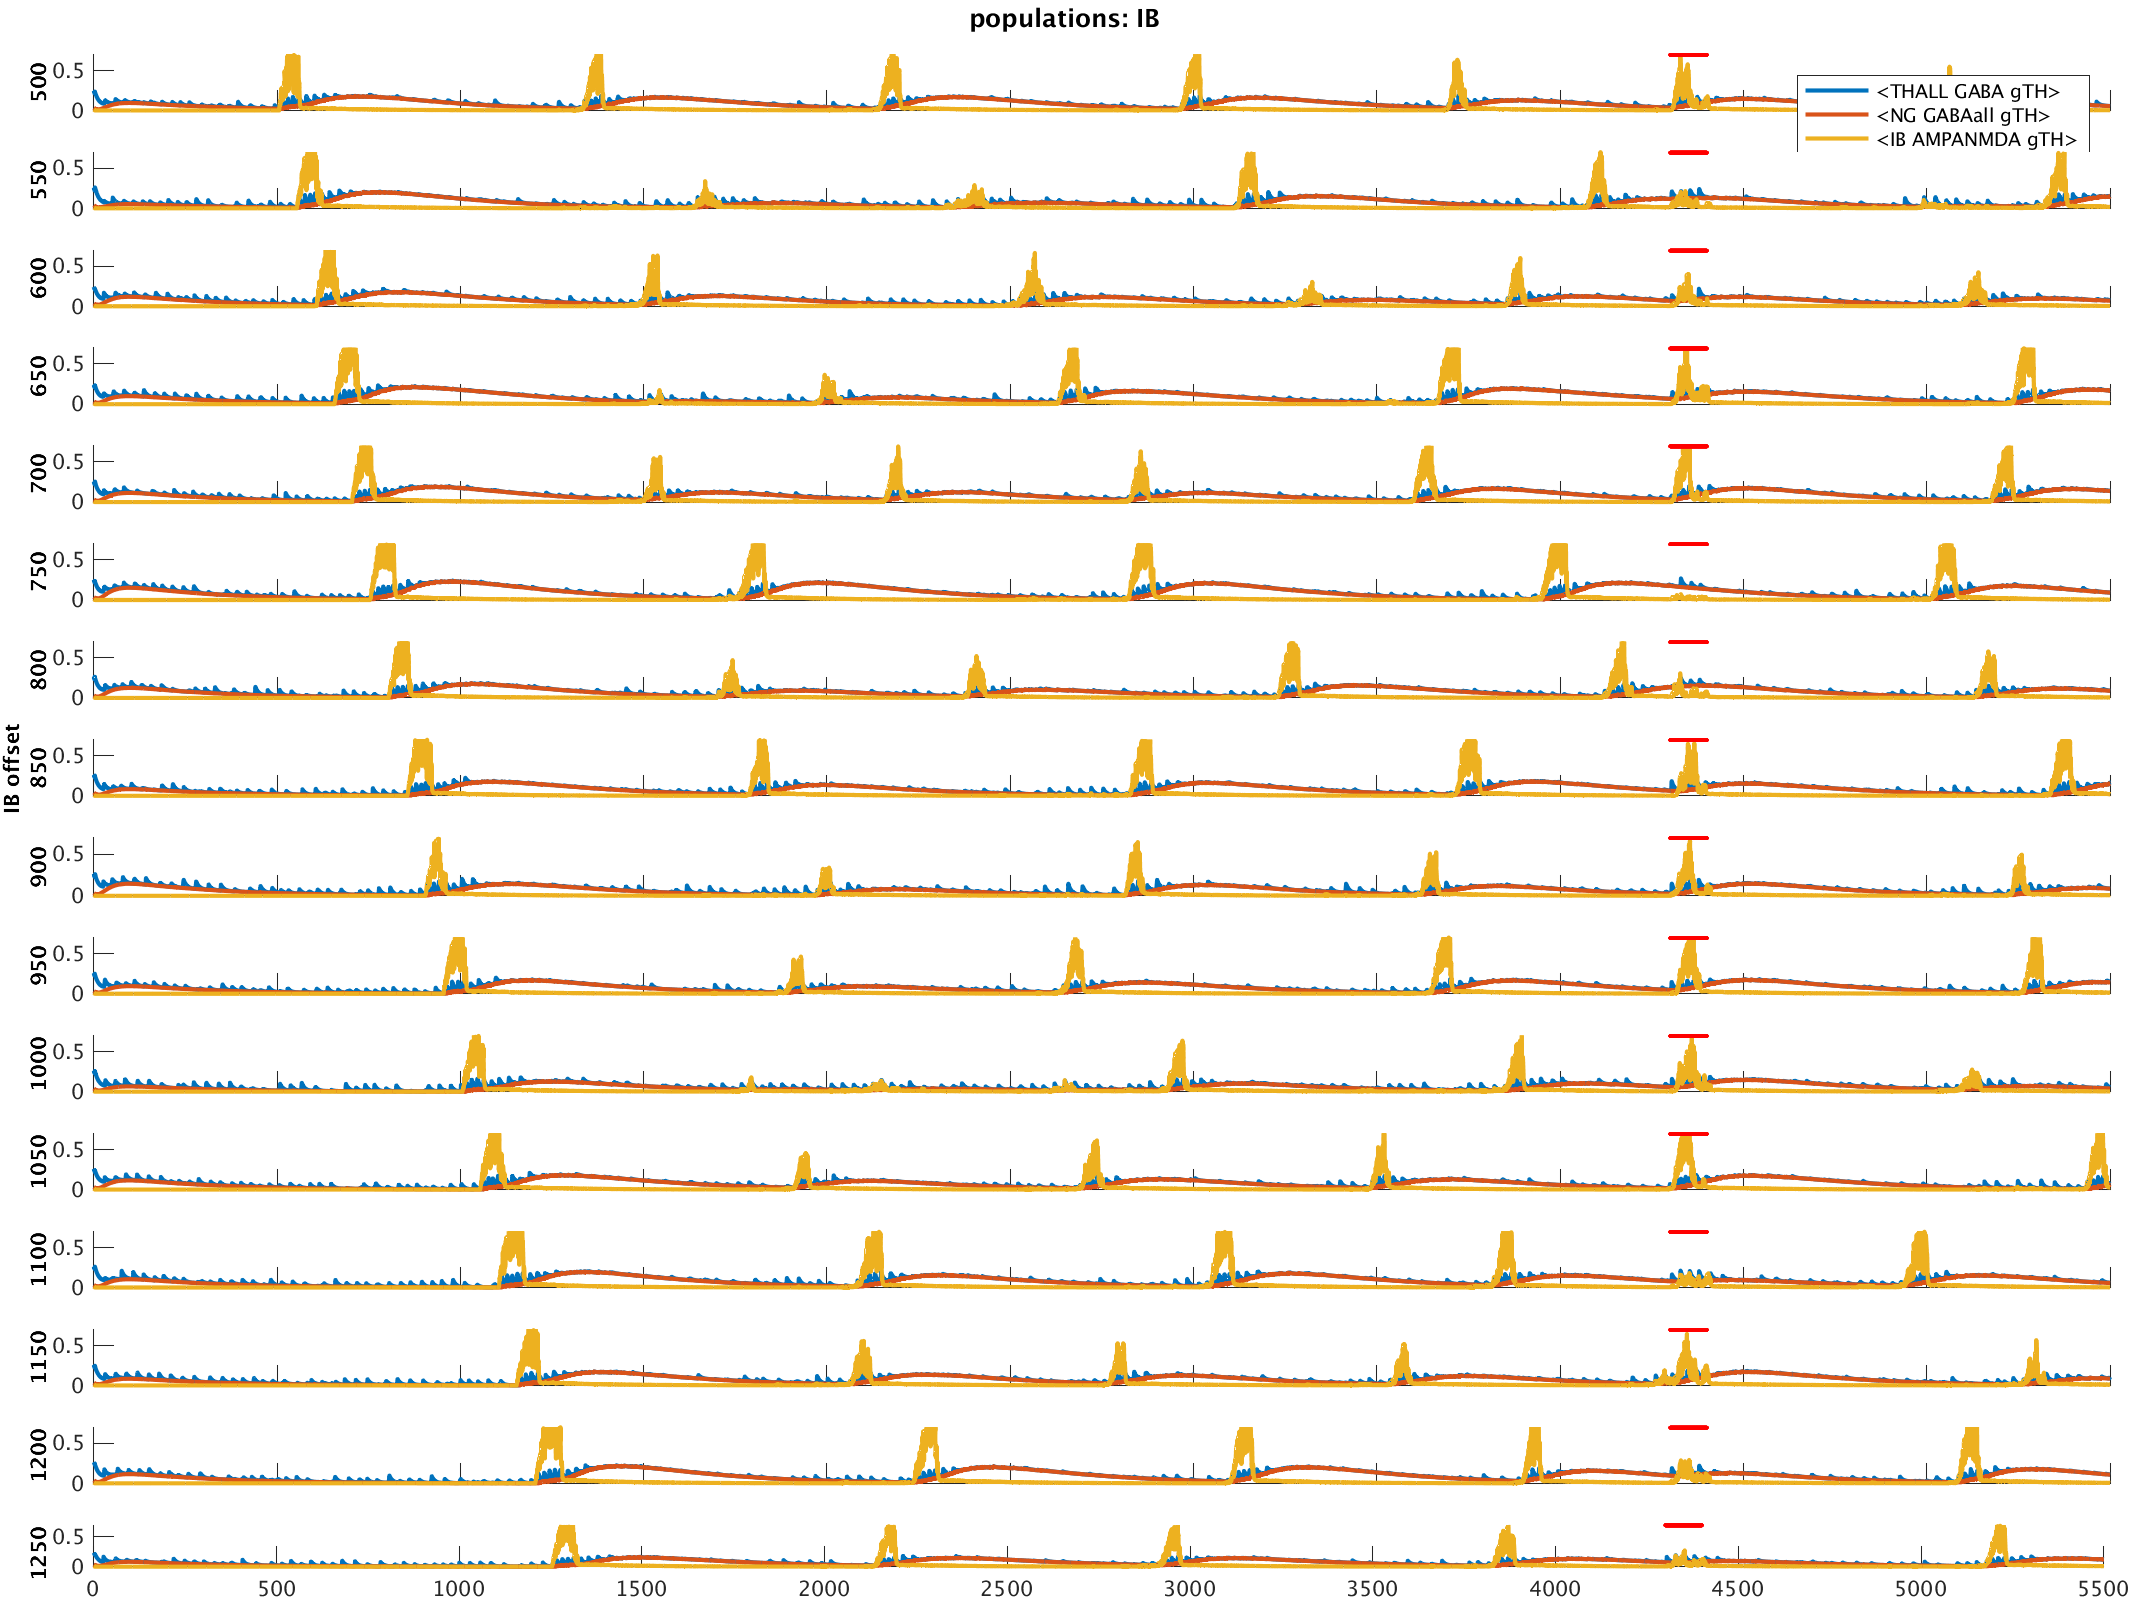 populations: IB
500 0.5 0
<THALL GABA gTH>
<NG GABAall gTH>
<IB AMPANMDA gTH>
550 0.5 0
600 0.5 0
650 0.5 0
700 0.5 0
750 0.5 0
800 0.5 0
IB offset
850 0.5 0
900 0.5 0
950 0.5 0
1000 0.5 0
1050 0.5 0
1100 0.5 0
1150 0.5 0
1200 0.5 0
1250 0.5 0
0 500 1000 1500 2000 2500 3000 3500 4000 4500 5000 5500